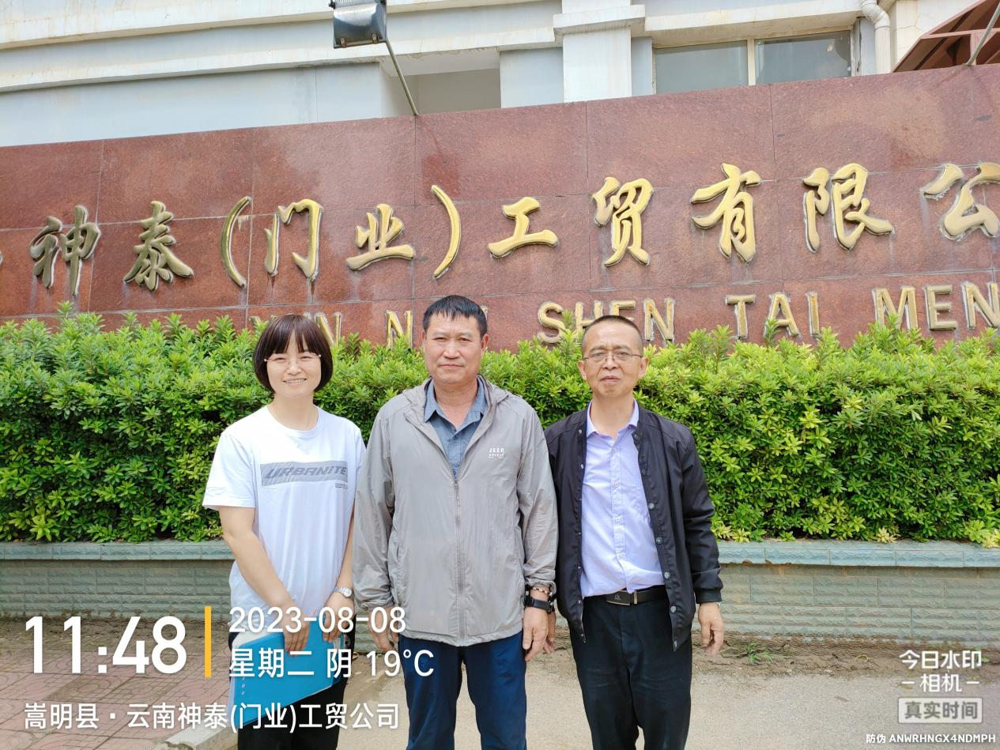 神泰(门业)工贸有限公
SHEN TAI MEN
URBANITE
JEEP
SPIRIT
11:48
2023-08-08
星期二 阴 19℃
嵩明县·云南神泰(门业)工贸公司
今日水印
相机
真实时间
防伪 ANWRHNGX4NDMPH